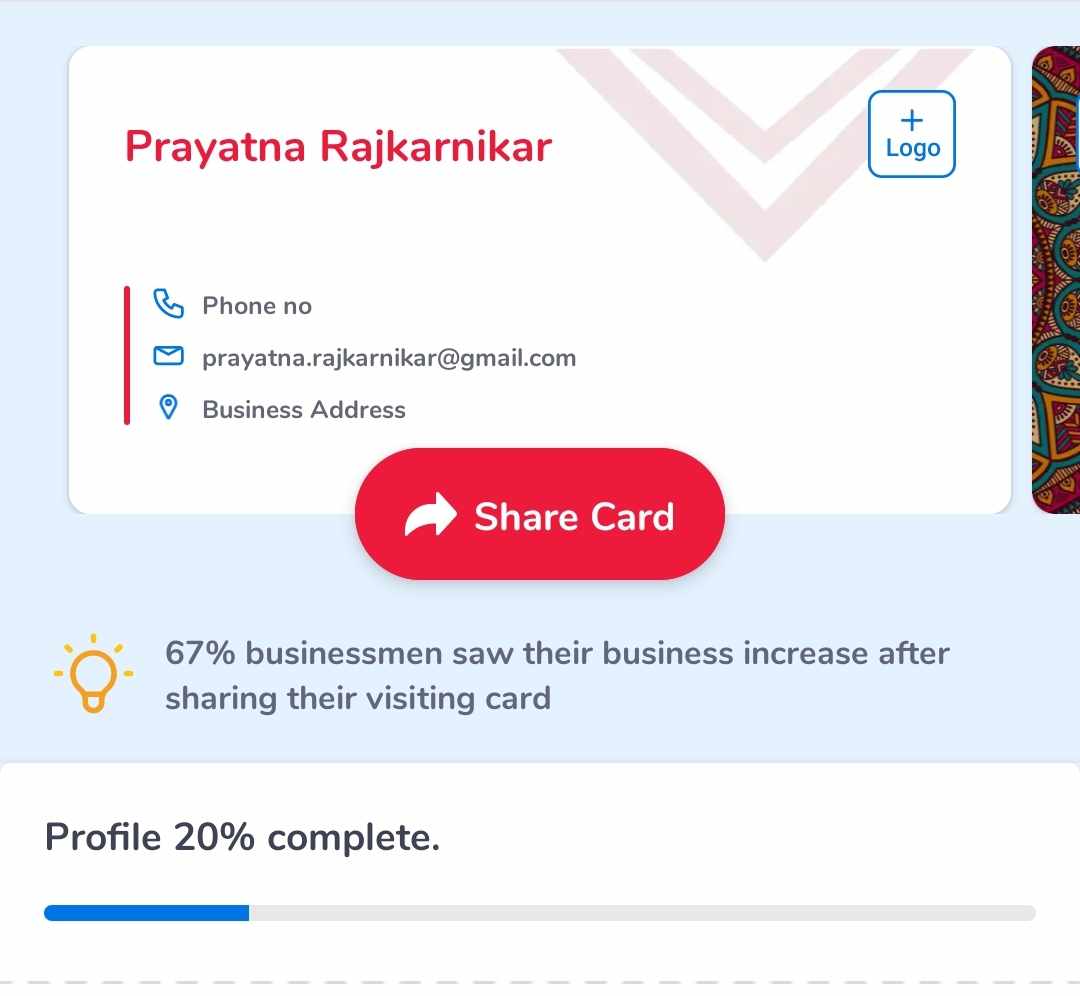 Prayatna Rajkarnikar
+
Logo
Phone no
prayatna.rajkarnikar@gmail.com
Business Address
Share Card
67% businessmen saw their business increase after
sharing their visiting card
Profile 20% complete.